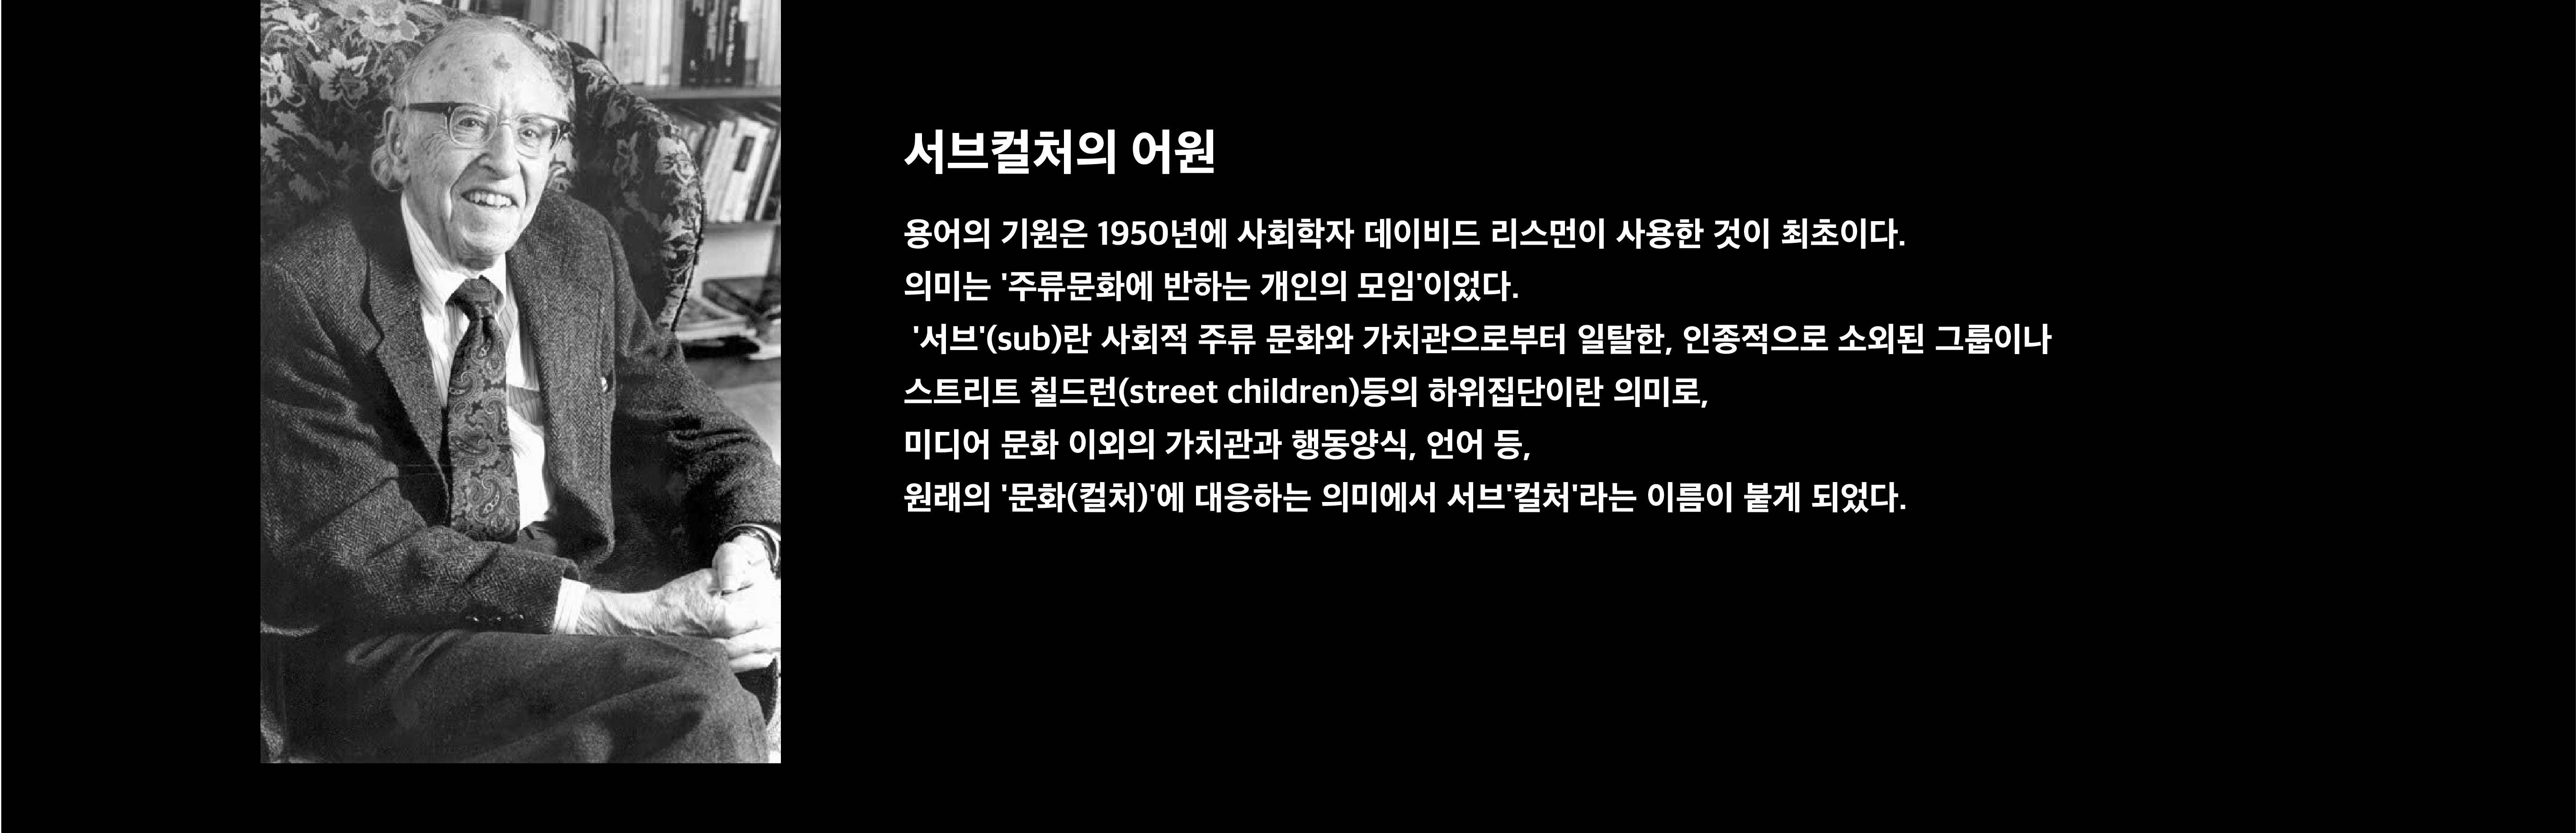 서브컬처의 어원
용어의 기원은 1950년에 사회학자 데이비드 리스먼이 사용한 것이 최초이다.
의미는 '주류문화에 반하는 개인의 모임'이었다.
'서브'(sub)란 사회적 주류 문화와 가치관으로부터 일탈한, 인종적으로 소외된 그룹이나
스트리트 칠드런(street children)등의 하위집단이란 의미로,
미디어 문화 이외의 가치관과 행동양식, 언어 등,
원래의 '문화(컬처)'에 대응하는 의미에서 서브'컬처'라는 이름이 붙게 되었다.